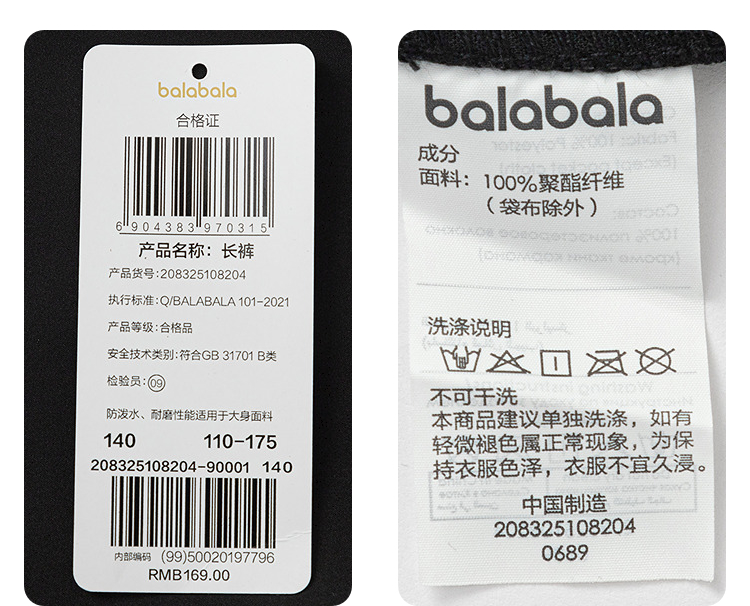 balabala
合格证
6 904383 970315
产品名称：长裤
产品货号:208325108204
执行标准:Q/BALABALA 101-2021
产品等级:合格品
安全技术类别:符合GB 31701 B类
检验员:09
防泼水、耐磨性能适用于大身面料
140 110-175
208325108204-90001 140
内部编码 (99)50020197796
RMB169.00
balabala
成分
面料：100%聚酯纤维
（袋布除外）
洗涤说明
不可干洗
本商品建议单独洗涤，如有
轻微褪色属正常现象，为保
持衣服色泽，衣服不宜久浸。
中国制造
208325108204
0689